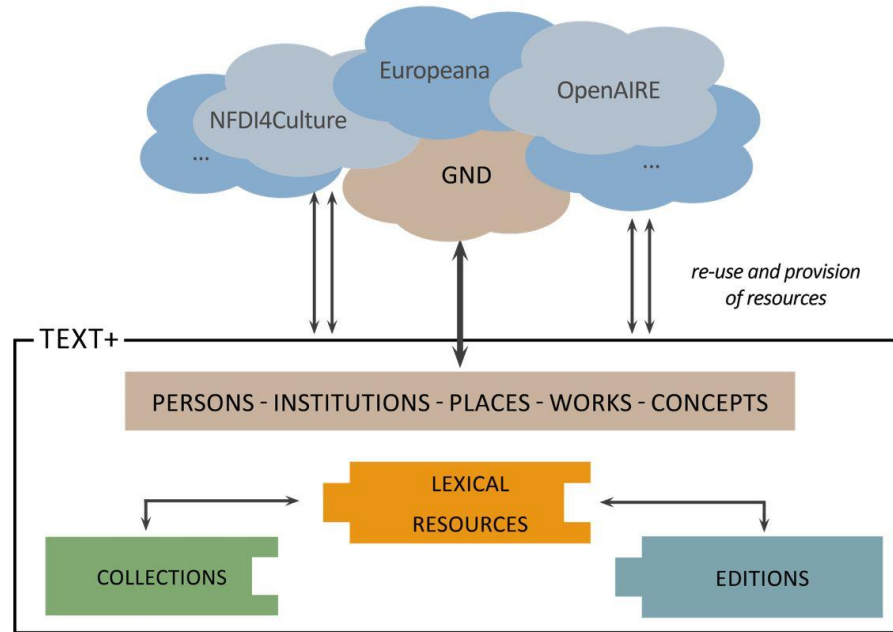 Europeana
OpenAIRE
NFDI4Culture
...
...
GND
re-use and provision
of resources
TEXT+
PERSONS - INSTITUTIONS - PLACES - WORKS - CONCEPTS
LEXICAL
RESOURCES
COLLECTIONS
EDITIONS